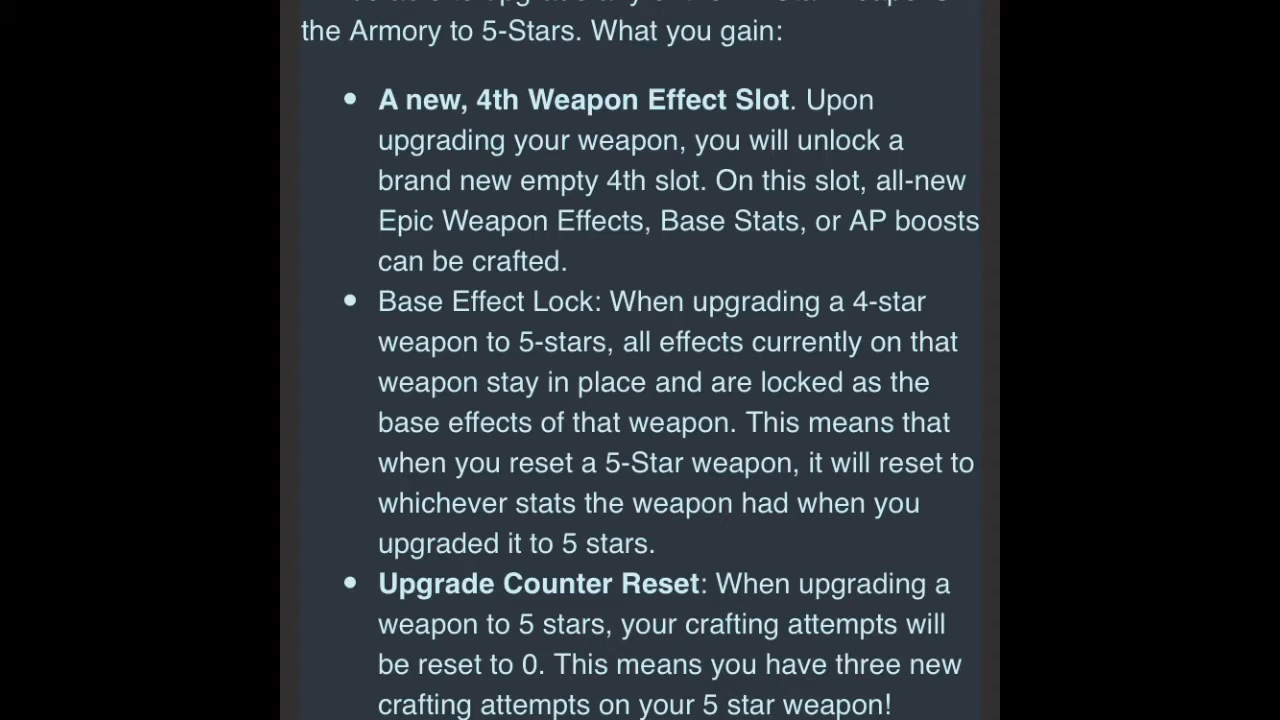 the Armory to 5-Stars. What you gain:
A new, 4th Weapon Effect Slot. Upon
upgrading your weapon, you will unlock a
brand new empty 4th slot. On this slot, all-new
Epic Weapon Effects, Base Stats, or AP boosts
can be crafted.
Base Effect Lock: When upgrading a 4-star
weapon to 5-stars, all effects currently on that
weapon stay in place and are locked as the
base effects of that weapon. This means that
when you reset a 5-Star weapon, it will reset to
whichever stats the weapon had when you
upgraded it to 5 stars.
Upgrade Counter Reset: When upgrading a
weapon to 5 stars, your crafting attempts will
be reset to 0. This means you have three new
crafting attempts on your 5 star weapon!